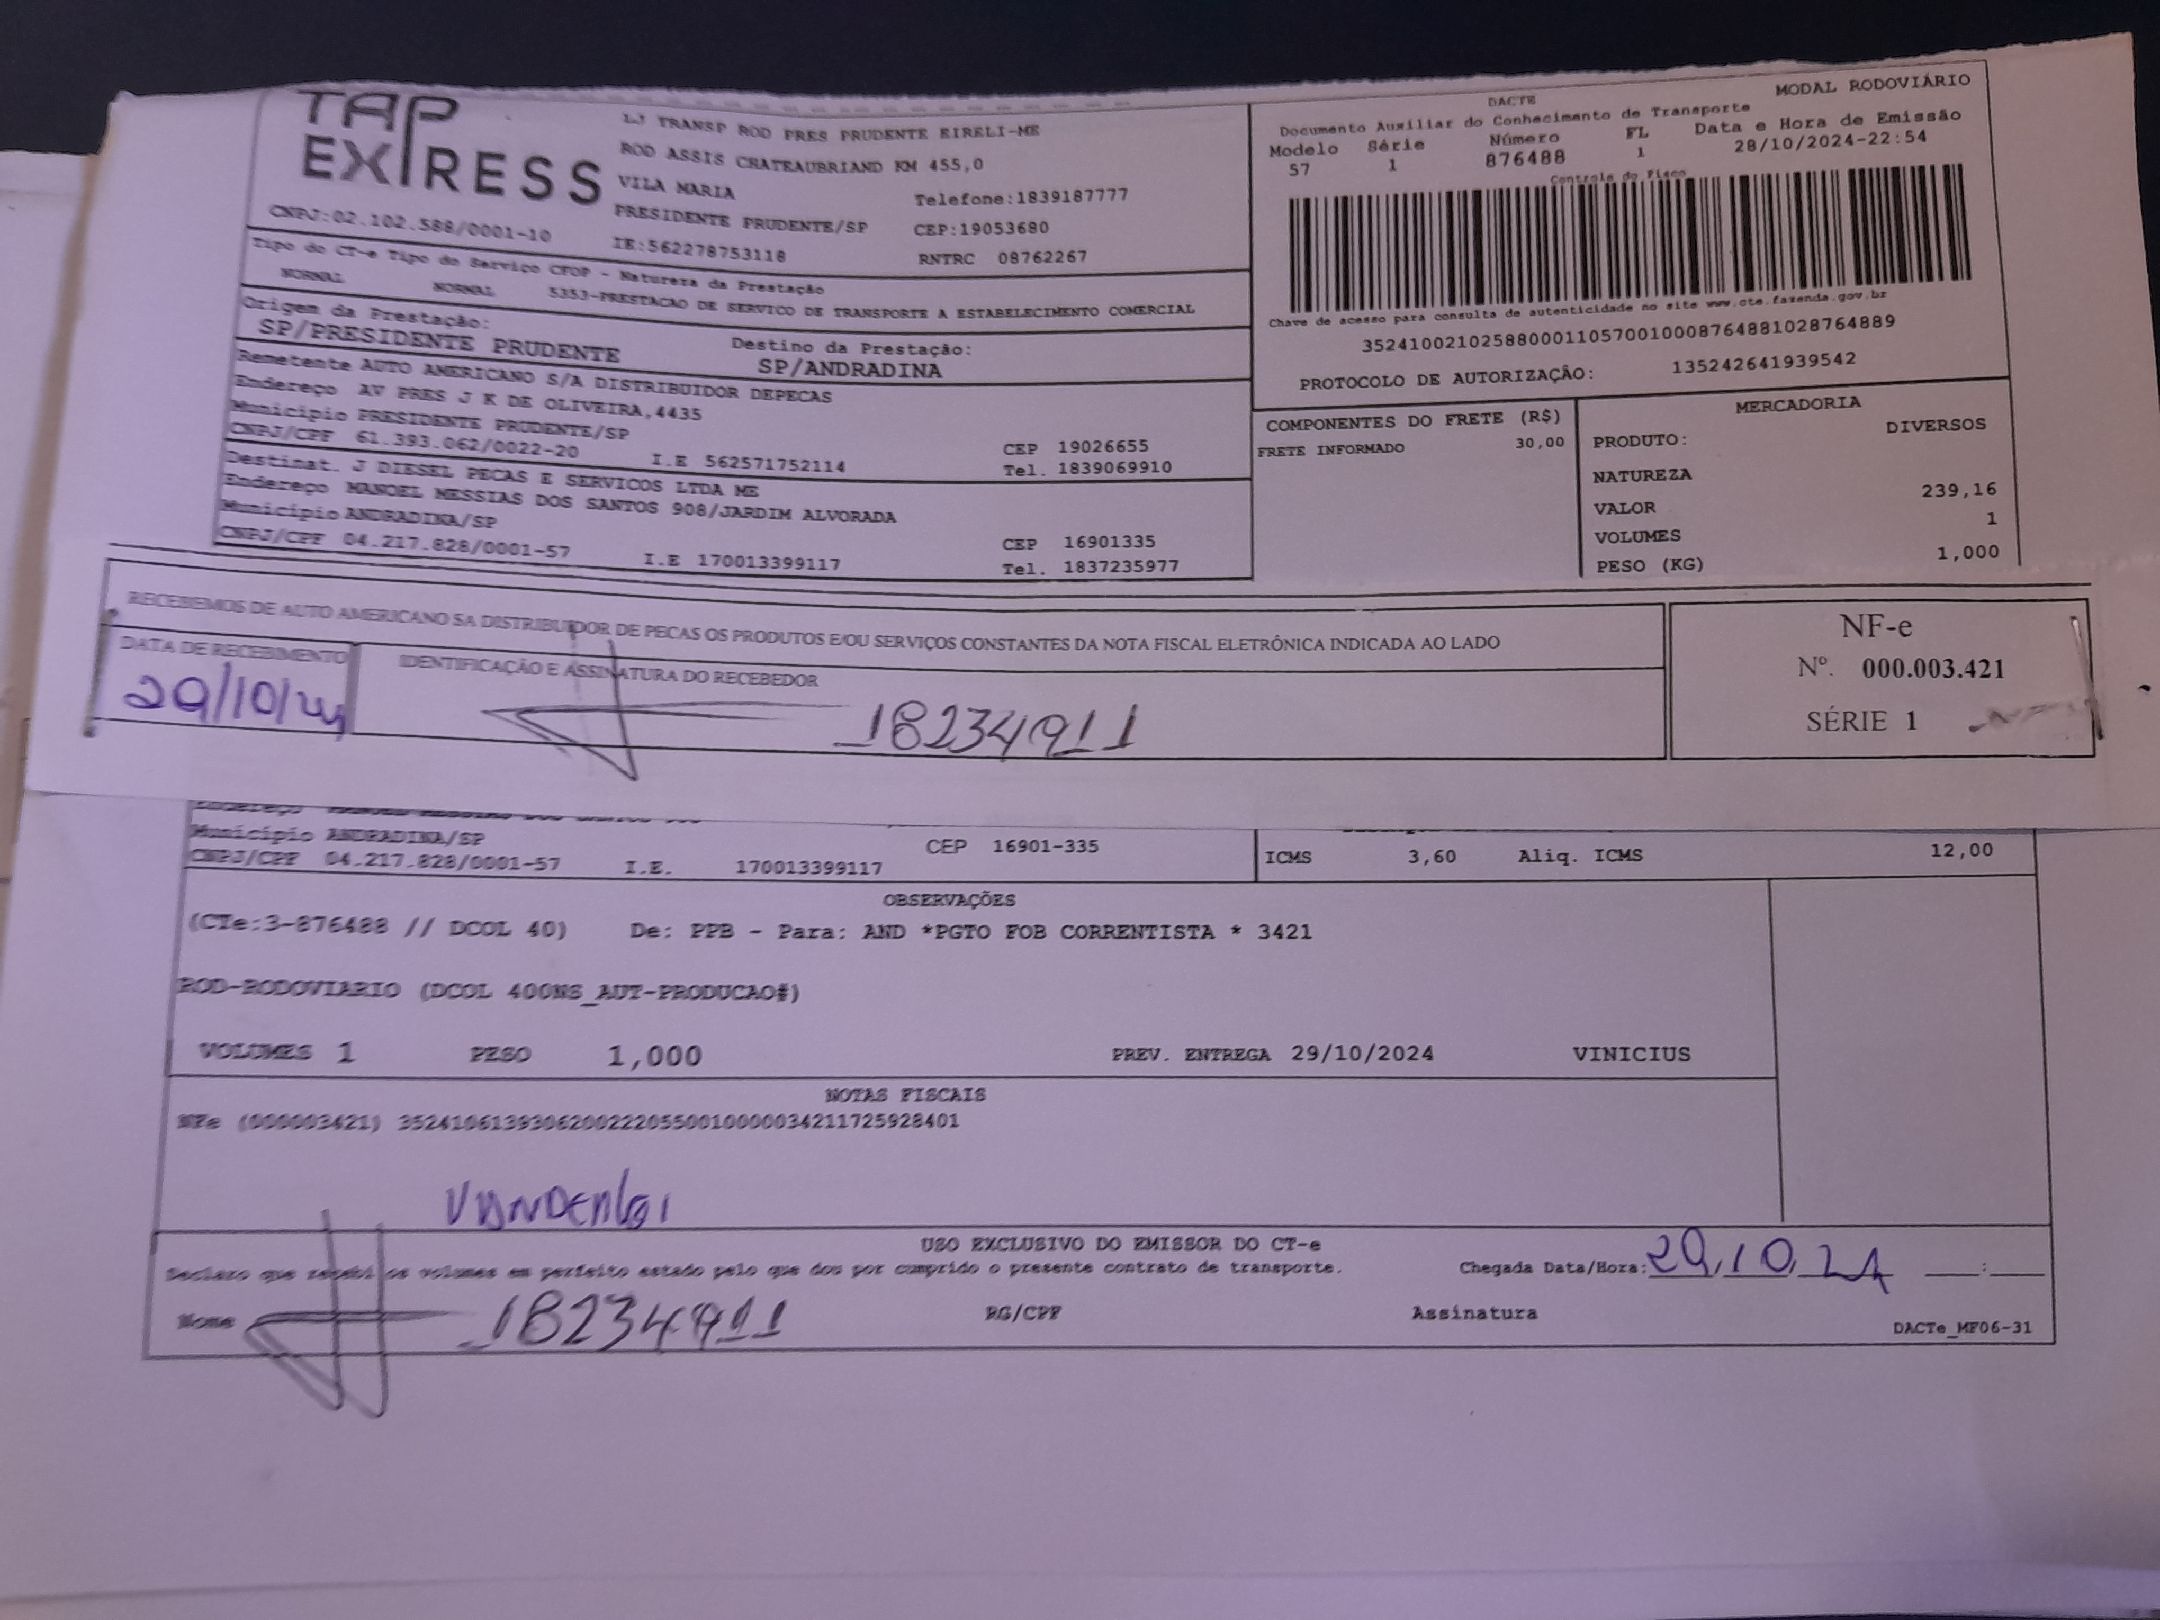 TAP EXPRESS
CNPJ:02.102.588/0001-10
LJ TRANSP ROD PRES PRUDENTE EIRELI-ME
ROD ASSIS CHATEAUBRIAND KM 455,0
VILA MARIA Telefone:1839187777
PRESIDENTE PRUDENTE/SP CEP:19053680
IE:562278753118 RNTRC 08762267
DACTE MODAL RODOVIÁRIO
Documento Auxiliar do Conhecimento de Transporte
Modelo Série Número FL Data e Hora de Emissão
57 1 876488 1 28/10/2024-22:54
Controle do Fisco
Chave de acesso para consulta de autenticidade no site www.cte.fazenda.gov.br
35241002102588000110570010008764881028764889
PROTOCOLO DE AUTORIZAÇÃO: 135242641939542
Tipo do CT-e Tipo do Serviço CFOP - Natureza da Prestação
NORMAL NORMAL 5353-PRESTACAO DE SERVICO DE TRANSPORTE A ESTABELECIMENTO COMERCIAL
Origem da Prestação: Destino da Prestação:
SP/PRESIDENTE PRUDENTE SP/ANDRADINA
Remetente AUTO AMERICANO S/A DISTRIBUIDOR DEPECAS
Endereço AV PRES J K DE OLIVEIRA,4435
Município PRESIDENTE PRUDENTE/SP CEP 19026655
CNPJ/CPF 61.393.062/0022-20 I.E 562571752114 Tel. 1839069910
Destinat. J DIESEL PECAS E SERVICOS LTDA ME
Endereço MANOEL MESSIAS DOS SANTOS 908/JARDIM ALVORADA
Município ANDRADINA/SP CEP 16901335
CNPJ/CPF 04.217.828/0001-57 I.E 170013399117 Tel. 1837235977
COMPONENTES DO FRETE (R$)
FRETE INFORMADO 30,00
MERCADORIA
PRODUTO: DIVERSOS
NATUREZA
VALOR 239,16
VOLUMES 1
PESO (KG) 1,000
RECEBEMOS DE AUTO AMERICANO SA DISTRIBUIDOR DE PECAS OS PRODUTOS E/OU SERVIÇOS CONSTANTES DA NOTA FISCAL ELETRÔNICA INDICADA AO LADO
DATA DE RECEBIMENTO IDENTIFICAÇÃO E ASSINATURA DO RECEBEDOR
29/10/24 18234911
NF-e
Nº. 000.003.421
SÉRIE 1
Município ANDRADINA/SP CEP 16901-335
CNPJ/CPF 04.217.828/0001-57 I.E. 170013399117
ICMS 3,60 Aliq. ICMS 12,00
OBSERVAÇÕES
(CTe:3-876488 // DCOL 40) De: PPB - Para: AND *PGTO FOB CORRENTISTA * 3421
ROD-RODOVIARIO (DCOL 400NS_AUT-PRODUCAO#)
VOLUMES 1 PESO 1,000 PREV. ENTREGA 29/10/2024 VINICIUS
NOTAS FISCAIS
NFe (000003421) 35241061393062002220550010000034211725928401
USO EXCLUSIVO DO EMISSOR DO CT-e
Declaro que recebi os volumes em perfeito estado pelo que dou por cumprido o presente contrato de transporte. Chegada Data/Hora: 29,10,24 __:__
Nome 18234911 RG/CPF Assinatura
DACTe_MF06-31